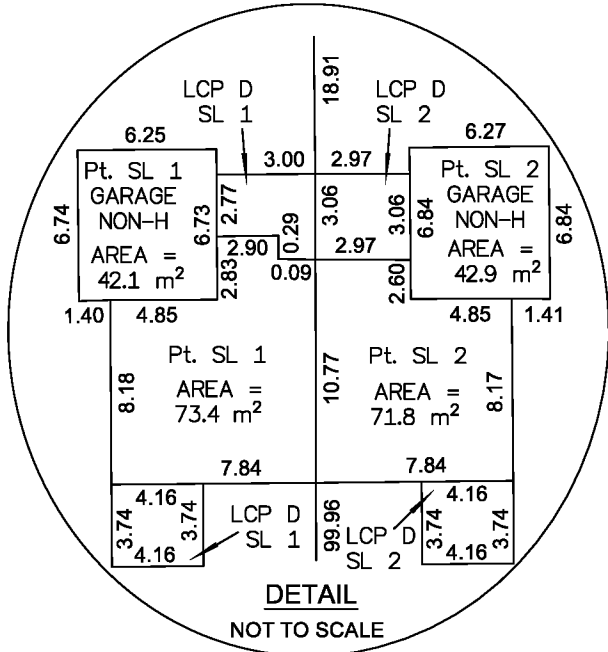 18.91
LCP D
SL 1
LCP D
SL 2
6.25
3.00
2.97
6.27
Pt. SL 1
GARAGE
NON-H
AREA =
42.1 m²
6.74
6.73
2.77
2.90
0.29
3.06
3.06
6.84
Pt. SL 2
GARAGE
NON-H
AREA =
42.9 m²
6.84
2.83
0.09
2.97
2.60
1.40
4.85
4.85
1.41
Pt. SL 1
AREA =
73.4 m²
8.18
10.77
Pt. SL 2
AREA =
71.8 m²
8.17
7.84
7.84
4.16
3.74
3.74
4.16
LCP D
SL 1
99.96
LCP D
SL 2
4.16
3.74
3.74
4.16
DETAIL
NOT TO SCALE